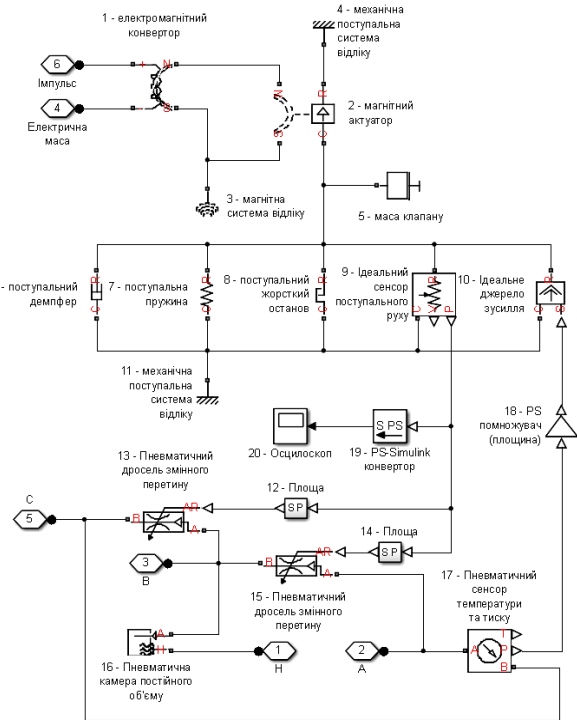 1 - електромагнітний
конвертор
4 - механічна
поступальна
система
відліку
6
Імпульс
+
N
-
S
N
S
R
C
2 - магнітний
актуатор
4
Електрична
маса
3 - магнітна
система відліку
5 - маса клапану
- поступальний
демпфер
R
C
7 - поступальна
пружина
R
C
8 - поступальний
жорсткий
останов
R
C
9 - Ідеальний
сенсор
поступального
руху
R
C
V
P
10 - Ідеальне
джерело
зусилля
R
C
S
11 - механічна
поступальна
система
відліку
18 - PS
помножувач
(площина)
20 - Осцилоскоп
S PS
19 - PS-Simulink
конвертор
13 - Пневматичний
дросель змінного
перетину
12 - Площа
S P
AR
B
A
C
5
14 - Площа
S P
3
B
AR
B
A
15 - Пневматичний
дросель змінного
перетину
17 - Пневматичний
сенсор
температури
та тиску
A
T
P
B
A
H
16 - Пневматична
камера постійного
об'єму
1
H
2
A